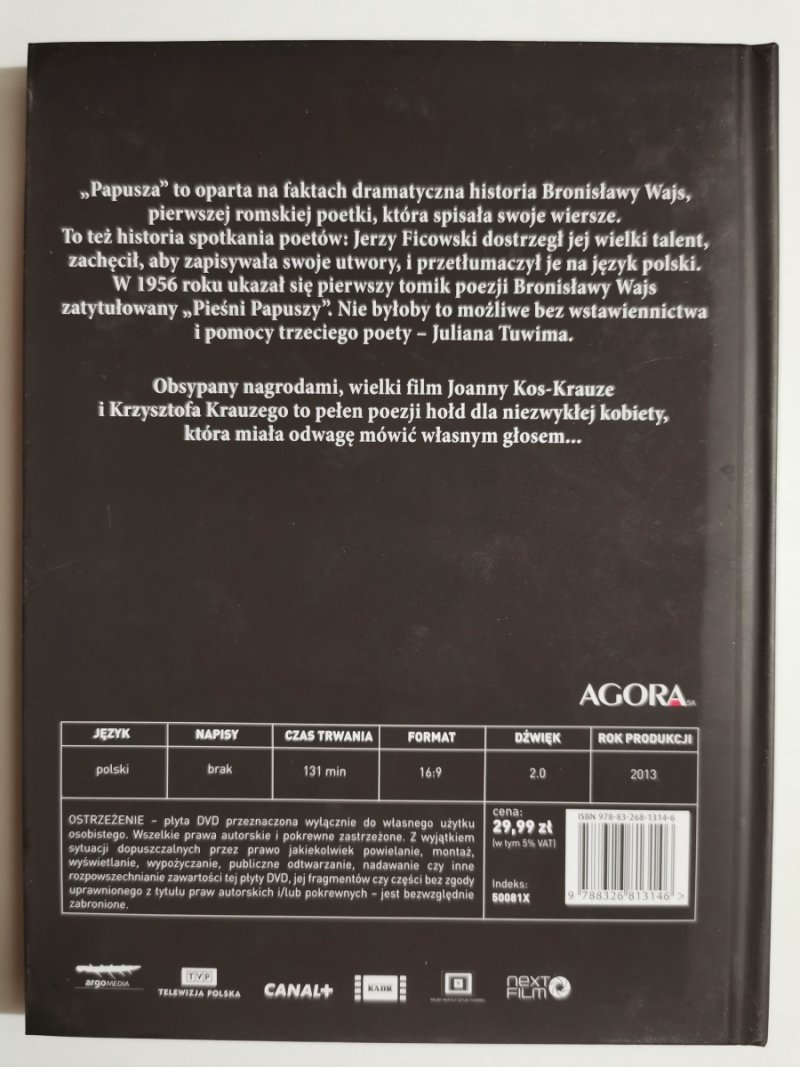 „Papusza” to oparta na faktach dramatyczna historia Bronisławy Wajs,
pierwszej romskiej poetki, która spisała swoje wiersze.
To też historia spotkania poetów: Jerzy Ficowski dostrzegł jej wielki talent,
zachęcił, aby zapisywała swoje utwory, i przetłumaczył je na język polski.
W 1956 roku ukazał się pierwszy tomik poezji Bronisławy Wajs
zatytułowany „Pieśni Papuszy”. Nie byłoby to możliwe bez wstawiennictwa
i pomocy trzeciego poety – Juliana Tuwima.
Obsypany nagrodami, wielki film Joanny Kos-Krauze
i Krzysztofa Krauzego to pełen poezji hołd dla niezwykłej kobiety,
która miała odwagę mówić własnym głosem...
AGORA SA
JĘZYK NAPISY CZAS TRWANIA FORMAT DŹWIĘK ROK PRODUKCJI
polski brak 131 min 16:9 2.0 2013
OSTRZEŻENIE – płyta DVD przeznaczona wyłącznie do własnego użytku
osobistego. Wszelkie prawa autorskie i pokrewne zastrzeżone. Z wyjątkiem
sytuacji dopuszczalnych przez prawo jakiekolwiek powielanie, montaż,
wyświetlanie, wypożyczanie, publiczne odtwarzanie, nadawanie czy inne
rozpowszechnianie zawartości tej płyty DVD, jej fragmentów czy części bez zgody
uprawnionego z tytułu praw autorskich i/lub pokrewnych – jest bezwzględnie
zabronione.
cena:
29,99 zł
(w tym 5% VAT)
Indeks:
50081X
ISBN 978-83-268-1314-6
9 788326 813146 >
argoMEDIA
TVP
TELEWIZJA POLSKA
CANAL+
KADR
NEXT
FILM